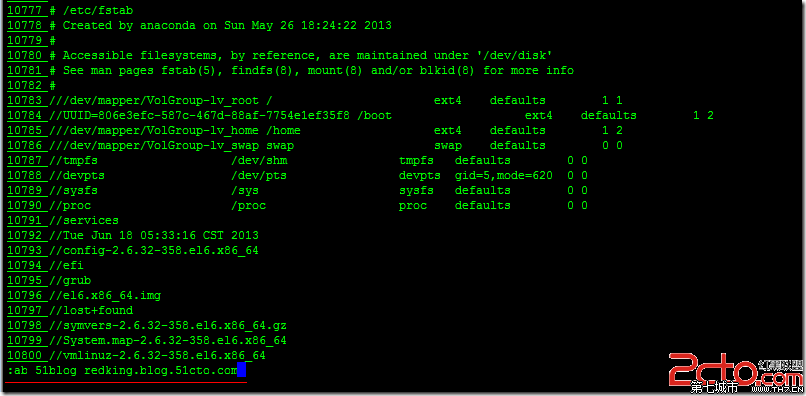 10777 # /etc/fstab
10778 # Created by anaconda on Sun May 26 18:24:22 2013
10779 #
10780 # Accessible filesystems, by reference, are maintained under '/dev/disk'
10781 # See man pages fstab(5), findfs(8), mount(8) and/or blkid(8) for more info
10782 #
10783 ///dev/mapper/VolGroup-lv_root / ext4 defaults 1 1
10784 //UUID=806e3efc-587c-467d-88af-7754e1ef35f8 /boot ext4 defaults 1 2
10785 ///dev/mapper/VolGroup-lv_home /home ext4 defaults 1 2
10786 ///dev/mapper/VolGroup-lv_swap swap swap defaults 0 0
10787 //tmpfs /dev/shm tmpfs defaults 0 0
10788 //devpts /dev/pts devpts gid=5,mode=620 0 0
10789 //sysfs /sys sysfs defaults 0 0
10790 //proc /proc proc defaults 0 0
10791 //services
10792 //Tue Jun 18 05:33:16 CST 2013
10793 //config-2.6.32-358.el6.x86_64
10794 //efi
10795 //grub
10796 //el6.x86_64.img
10797 //lost+found
10798 //symvers-2.6.32-358.el6.x86_64.gz
10799 //System.map-2.6.32-358.el6.x86_64
10800 //vmlinuz-2.6.32-358.el6.x86_64
:ab 51blog redking.blog.51cto.com
2cto.com
第七城市 www.th7.cn